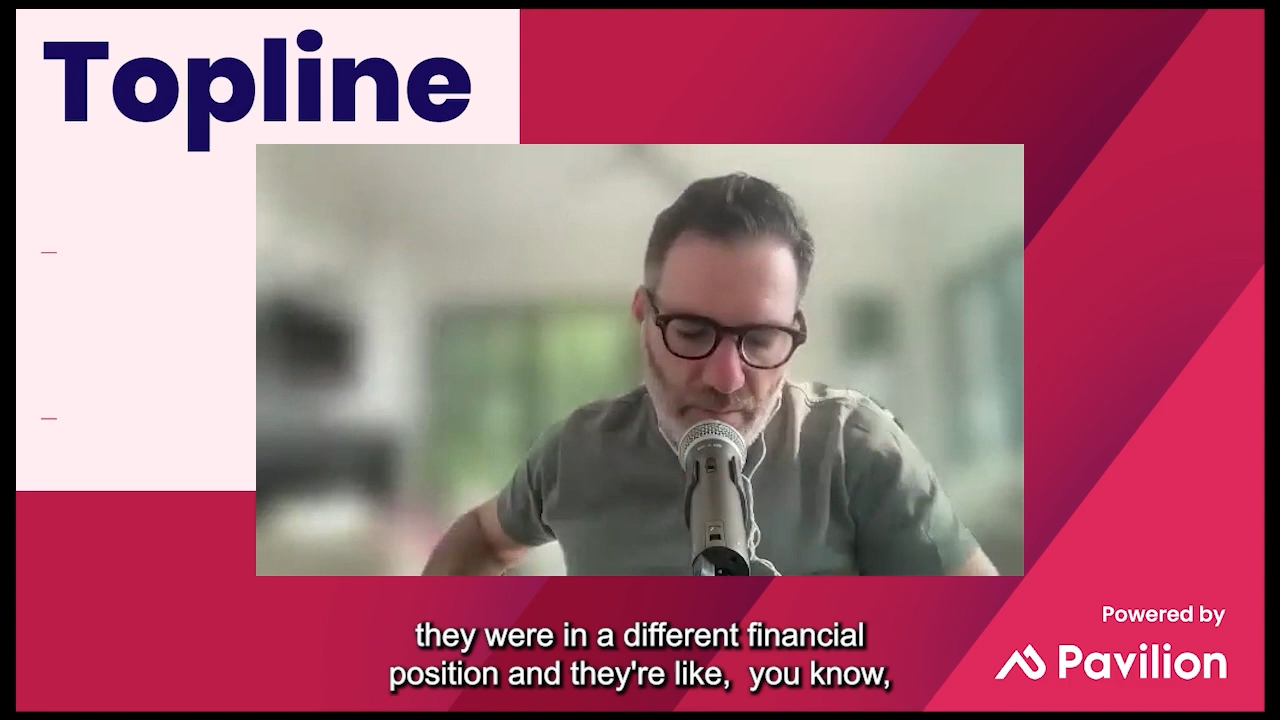 Topline
they were in a different financial
position and they're like, you know,
Powered by
Pavilion